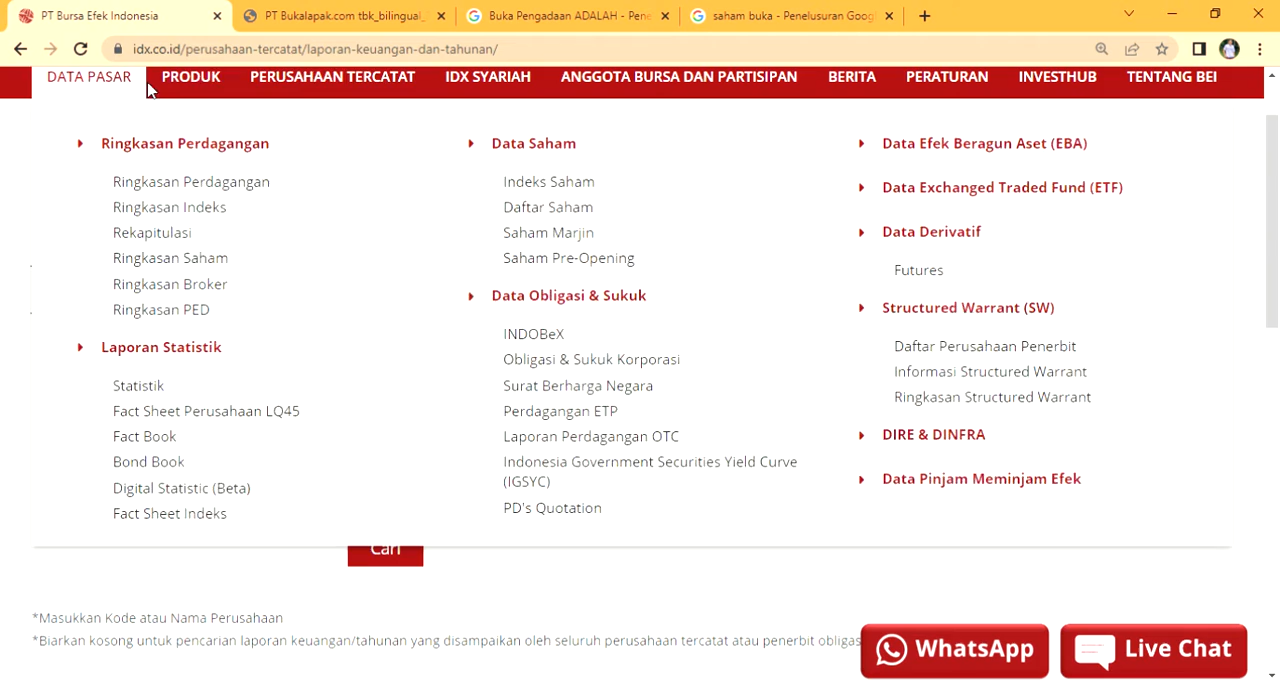 PT Bursa Efek Indonesia
PT Bukalapak.com tbk_bilingual_
Buka Pengadaan ADALAH - Pene
saham buka - Penelusuran Goog
idx.co.id/perusahaan-tercatat/laporan-keuangan-dan-tahunan/
DATA PASAR PRODUK PERUSAHAAN TERCATAT IDX SYARIAH ANGGOTA BURSA DAN PARTISIPAN BERITA PERATURAN INVESTHUB TENTANG BEI
Ringkasan Perdagangan
Ringkasan Perdagangan
Ringkasan Indeks
Rekapitulasi
Ringkasan Saham
Ringkasan Broker
Ringkasan PED
Laporan Statistik
Statistik
Fact Sheet Perusahaan LQ45
Fact Book
Bond Book
Digital Statistic (Beta)
Fact Sheet Indeks
Data Saham
Indeks Saham
Daftar Saham
Saham Marjin
Saham Pre-Opening
Data Obligasi & Sukuk
INDOBeX
Obligasi & Sukuk Korporasi
Surat Berharga Negara
Perdagangan ETP
Laporan Perdagangan OTC
Indonesia Government Securities Yield Curve
(IGSYC)
PD's Quotation
Data Efek Beragun Aset (EBA)
Data Exchanged Traded Fund (ETF)
Data Derivatif
Futures
Structured Warrant (SW)
Daftar Perusahaan Penerbit
Informasi Structured Warrant
Ringkasan Structured Warrant
DIRE & DINFRA
Data Pinjam Meminjam Efek
Cari
*Masukkan Kode atau Nama Perusahaan
*Biarkan kosong untuk pencarian laporan keuangan/tahunan yang disampaikan oleh seluruh perusahaan tercatat atau penerbit obligas
WhatsApp
Live Chat